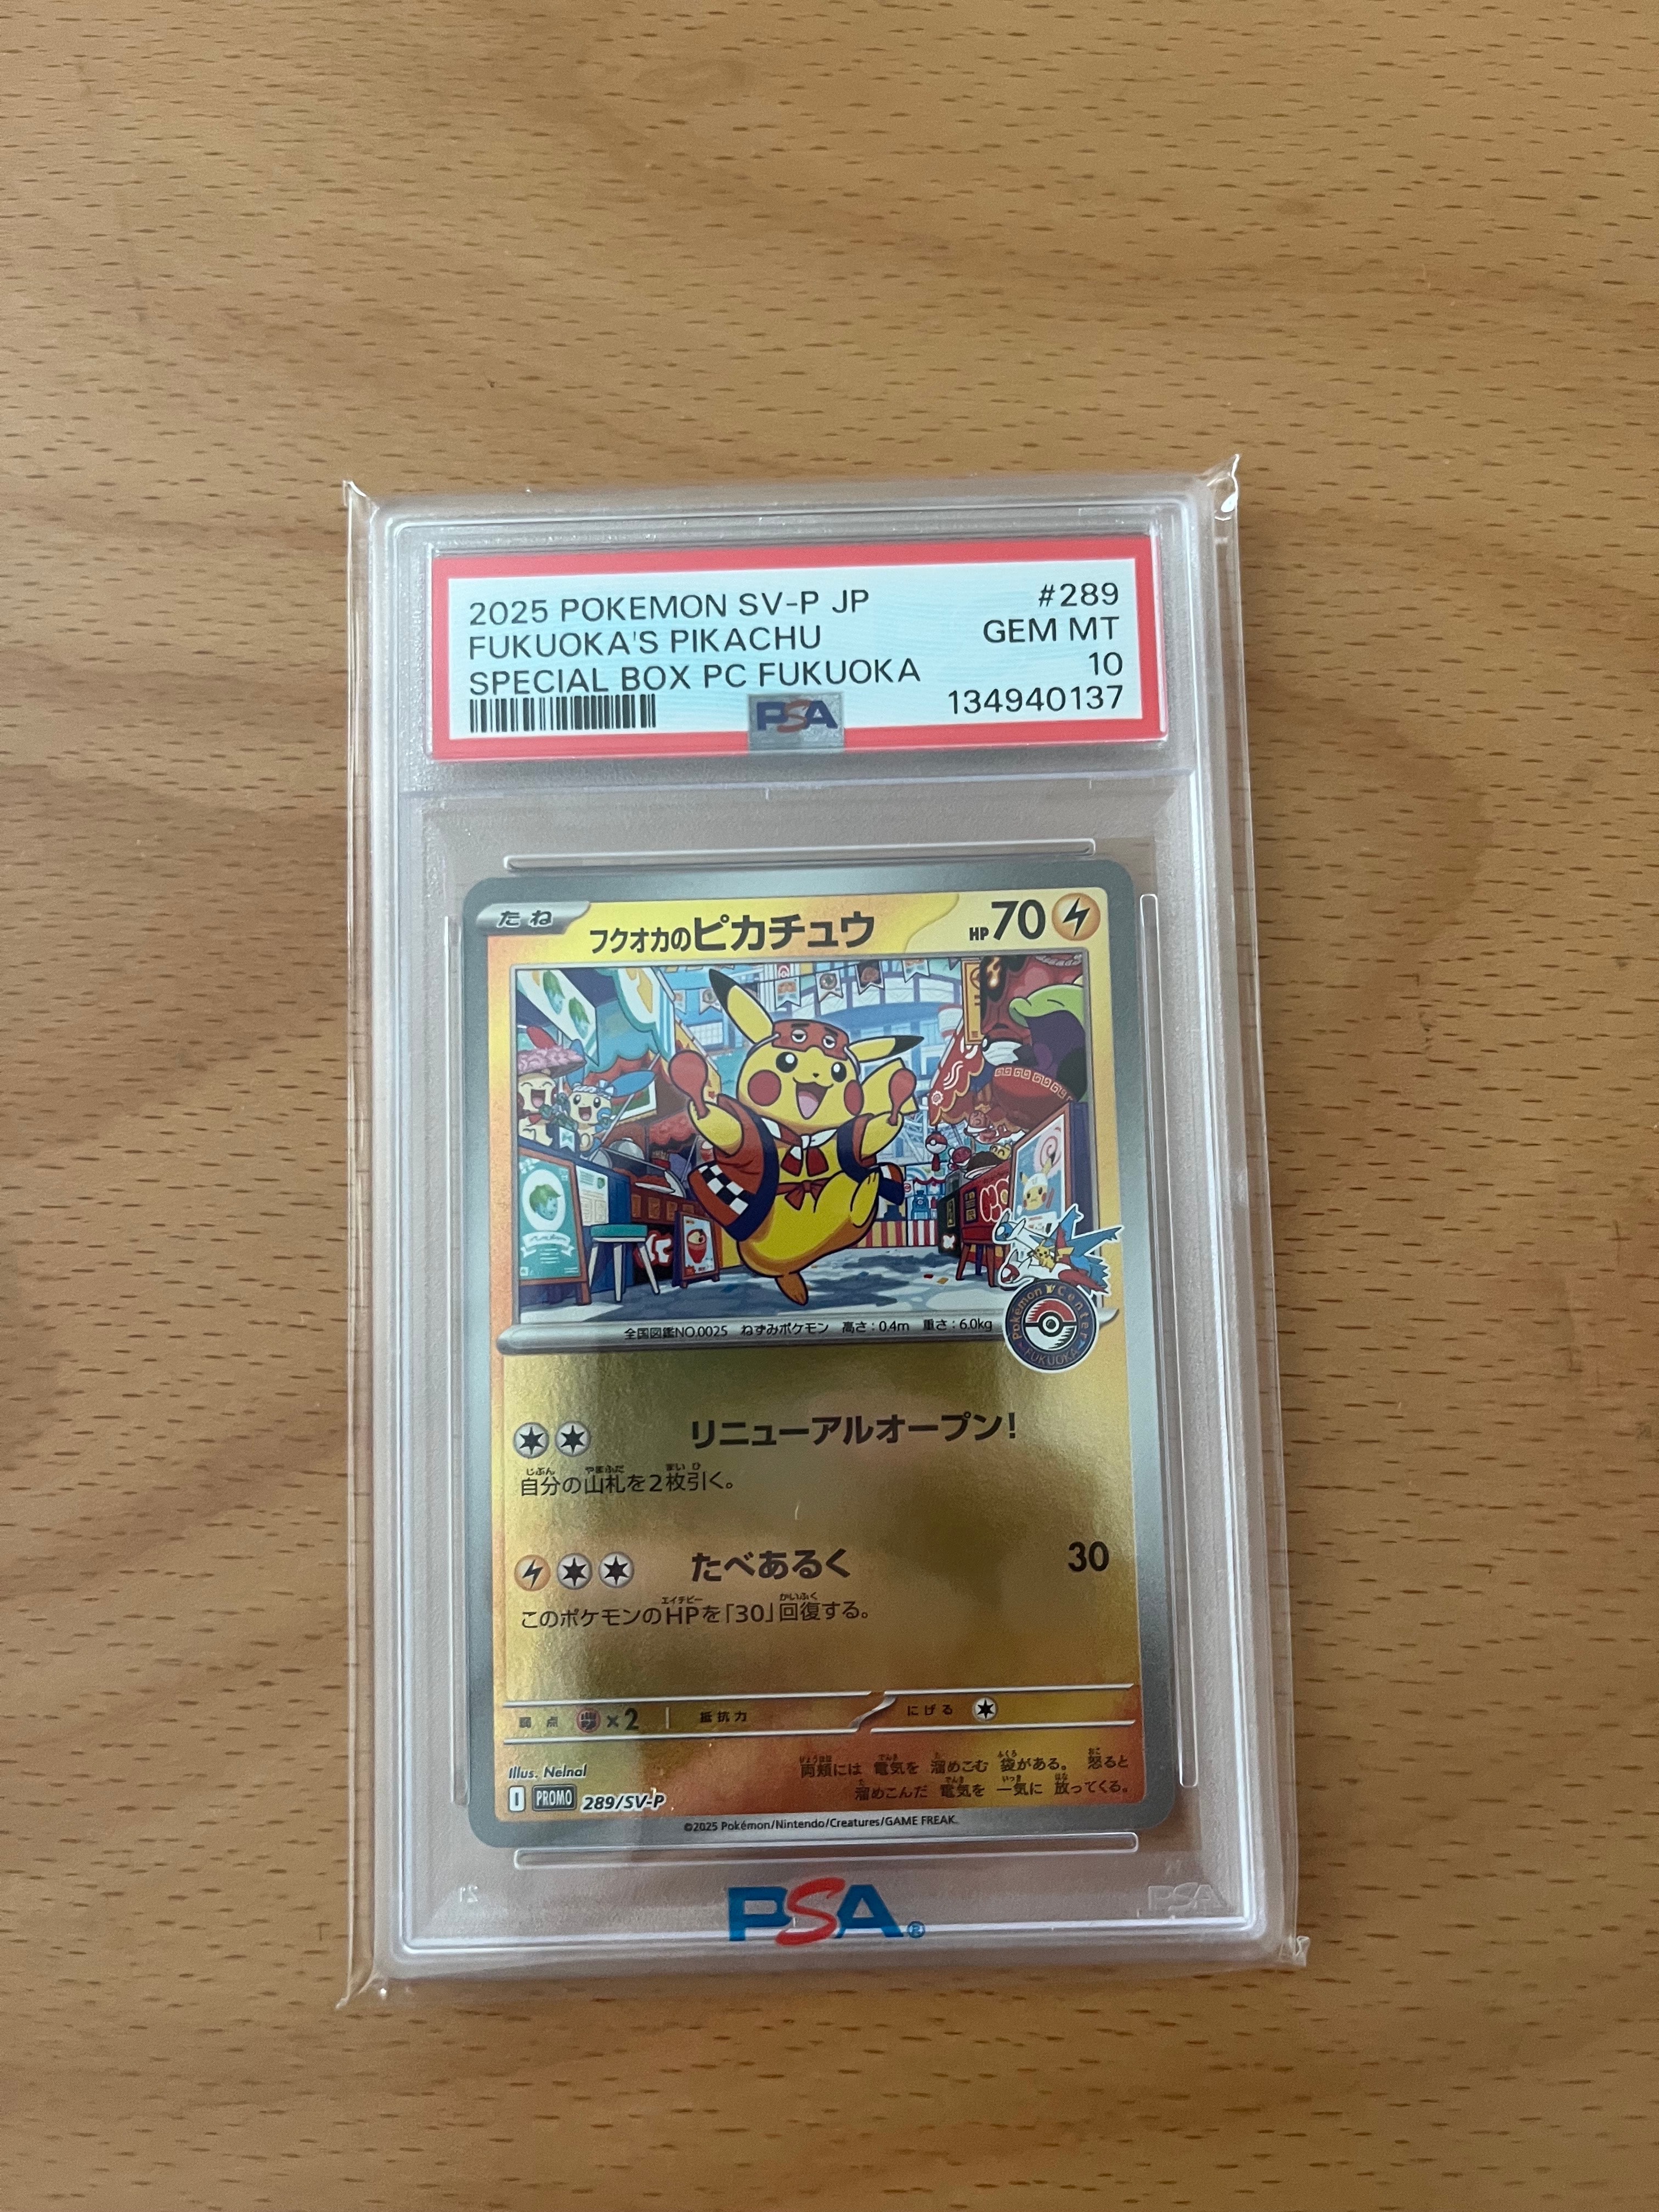 2025 POKEMON SV-P JP #289
FUKUOKA'S PIKACHU GEM MT
SPECIAL BOX PC FUKUOKA 10
134940137
PSA
たね フクオカのピカチュウ HP70
全国図鑑NO.0025 ねずみポケモン 高さ:0.4m 重さ:6.0kg
Pokémon Center
FUKUOKA
リニューアルオープン!
自分の山札を2枚引く。
たべあるく 30
このポケモンのHPを「30」回復する。
弱点 ×2 抵抗力 にげる
Illus. Nelnal
両頬には 電気を 溜めこむ 袋がある。 怒ると
溜めこんだ 電気を 一気に 放ってくる。
I PROMO 289/SV-P
©2025 Pokémon/Nintendo/Creatures/GAME FREAK.
PSA
PSA®